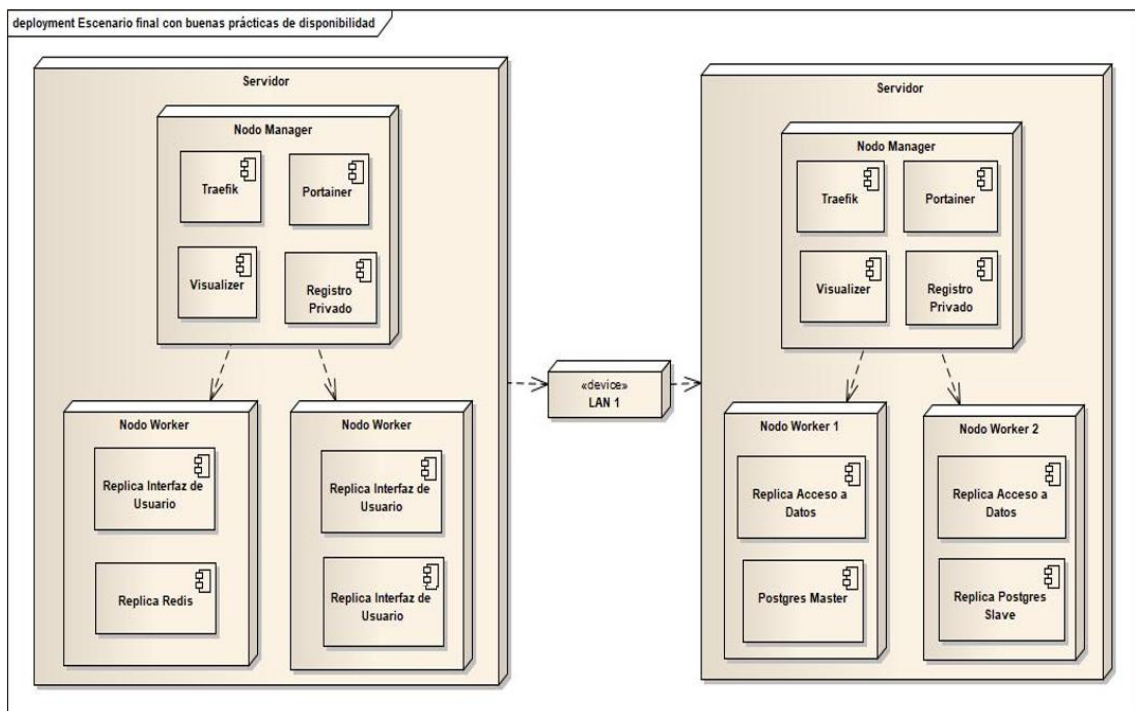 deployment Escenario final con buenas prácticas de disponibilidad
Servidor
Nodo Manager
Traefik
Portainer
Visualizer
Registro
Privado
Nodo Worker
Replica Interfaz de
Usuario
Replica Redis
Nodo Worker
Replica Interfaz de
Usuario
Replica Interfaz de
Usuario
«device»
LAN 1
Servidor
Nodo Manager
Traefik
Portainer
Visualizer
Registro
Privado
Nodo Worker 1
Replica Acceso a
Datos
Postgres Master
Nodo Worker 2
Replica Acceso a
Datos
Replica Postgres
Slave